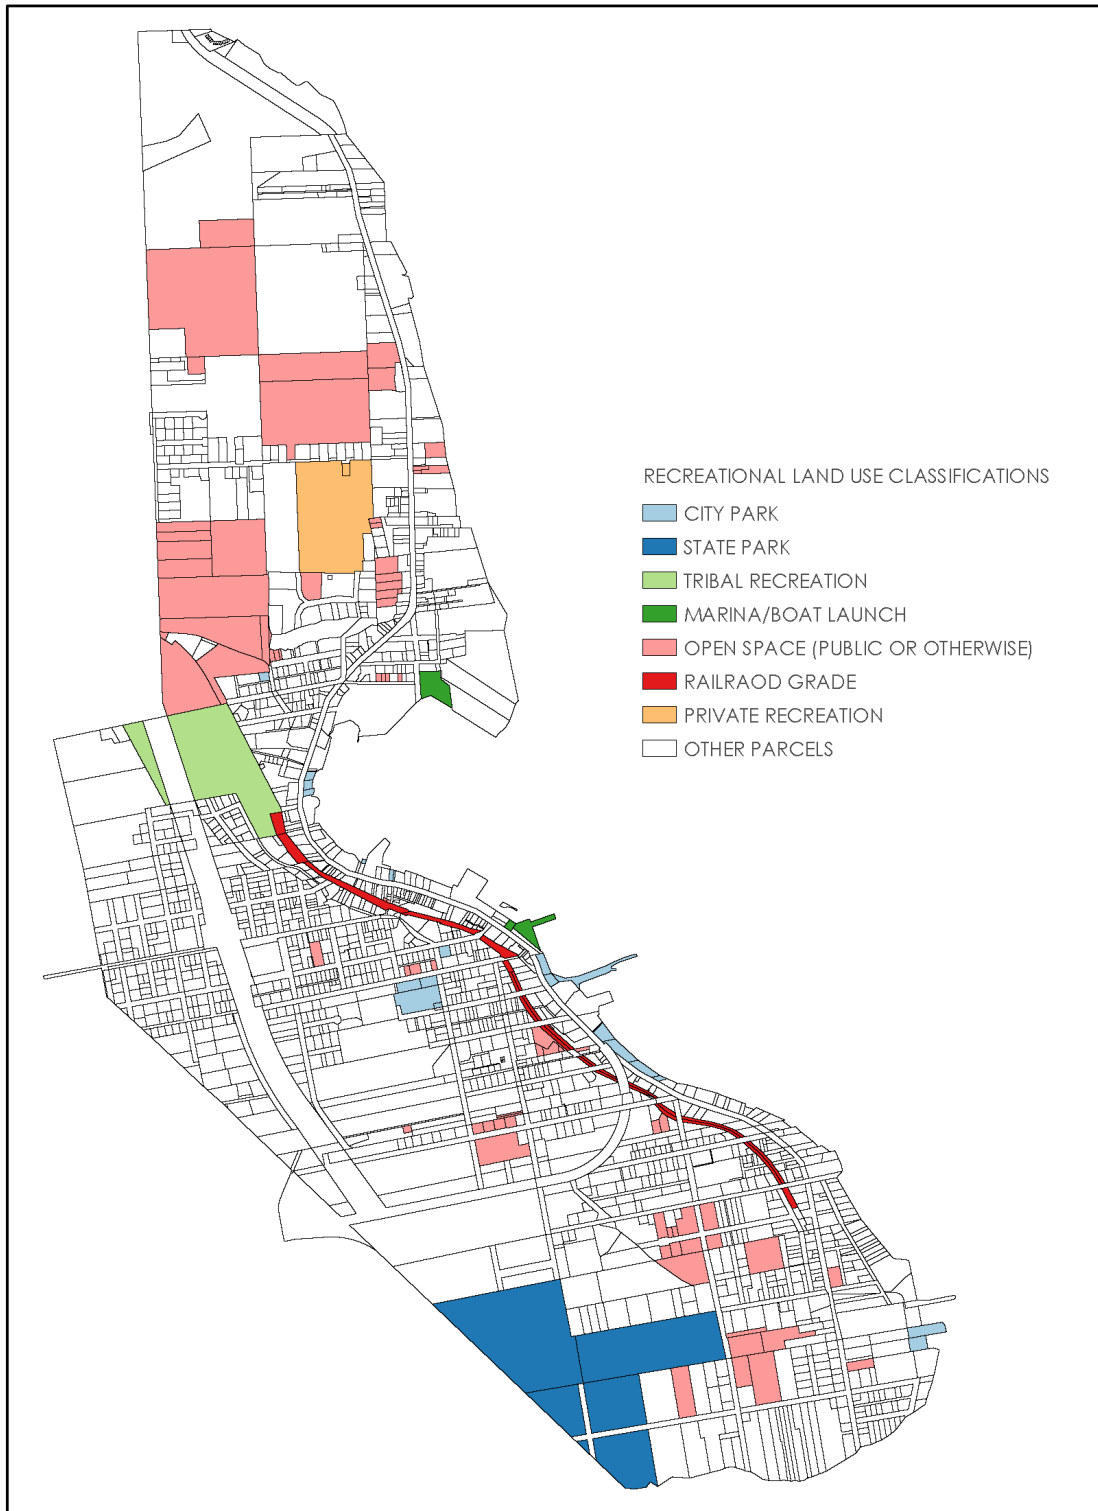 RECREATIONAL LAND USE CLASSIFICATIONS
CITY PARK
STATE PARK
TRIBAL RECREATION
MARINA/BOAT LAUNCH
OPEN SPACE (PUBLIC OR OTHERWISE)
RAILRAOD GRADE
PRIVATE RECREATION
OTHER PARCELS